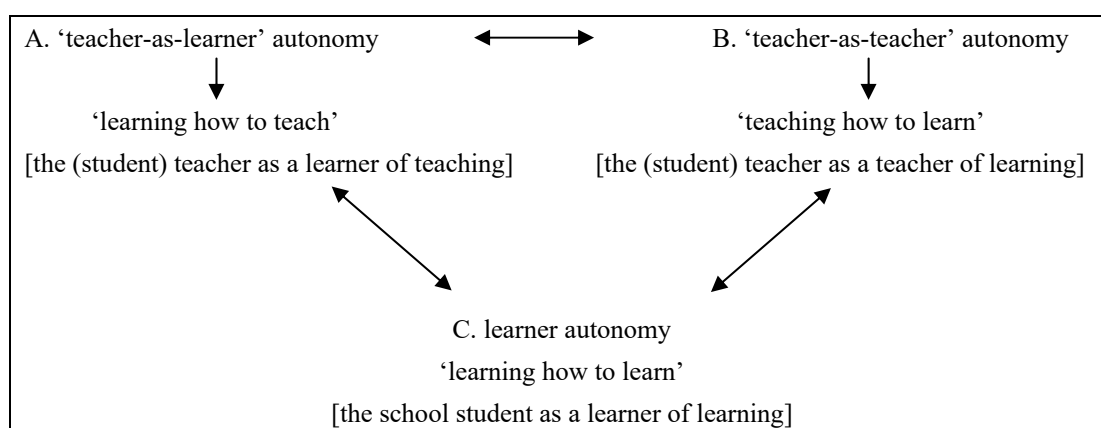 A. ‘teacher-as-learner’ autonomy
B. ‘teacher-as-teacher’ autonomy
‘learning how to teach’
‘teaching how to learn’
[the (student) teacher as a learner of teaching]
[the (student) teacher as a teacher of learning]
C. learner autonomy
‘learning how to learn’
[the school student as a learner of learning]